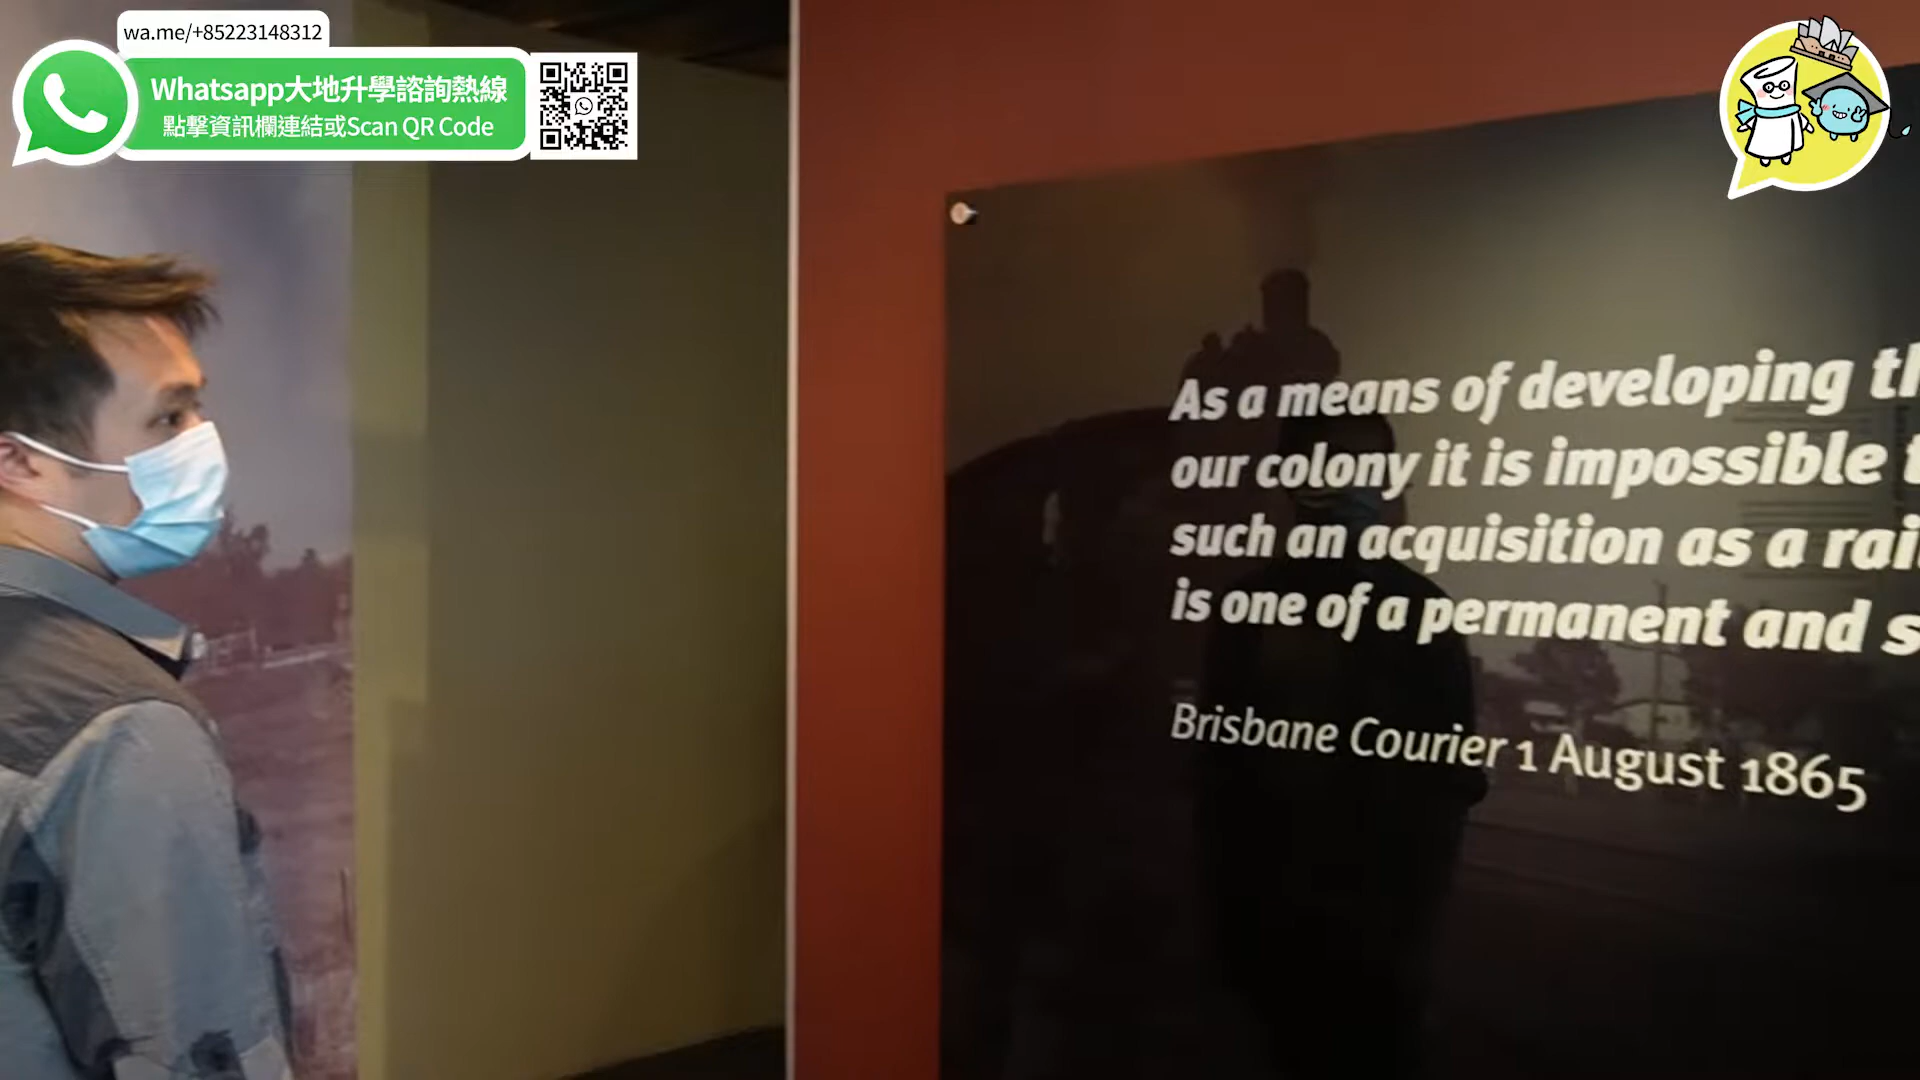 wa.me/+85223148312
Whatsapp大地升學諮詢熱線
點擊資訊欄連結或Scan QR Code
As a means of developing
our colony it is impossible
such an acquisition as a
is one of a permanent and
Brisbane Courier 1 August 1865